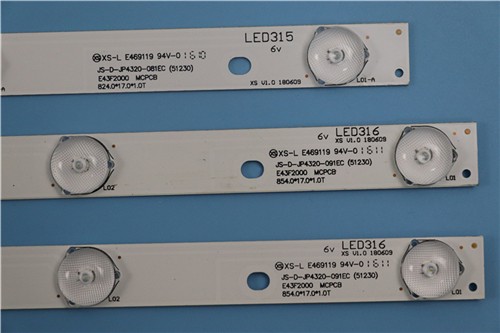 LED315
6v
XS-L E469119 94V-0 1610
JS-D-JP4320-081EC (51230)
E43F2000 MCPCB
824.0*17.0*1.0T
XS V1.0 180609
L01-A
LED316
6v
XS V1.0 180609
XS-L E469119 94V-0 1611
JS-D-JP4320-091EC (51230)
E43F2000 MCPCB
854.0*17.0*1.0T
L02
L01
LED316
6v
XS V1.0 180609
XS-L E469119 94V-0 1611
JS-D-JP4320-091EC (51230)
E43F2000 MCPCB
854.0*17.0*1.0T
L02
L01